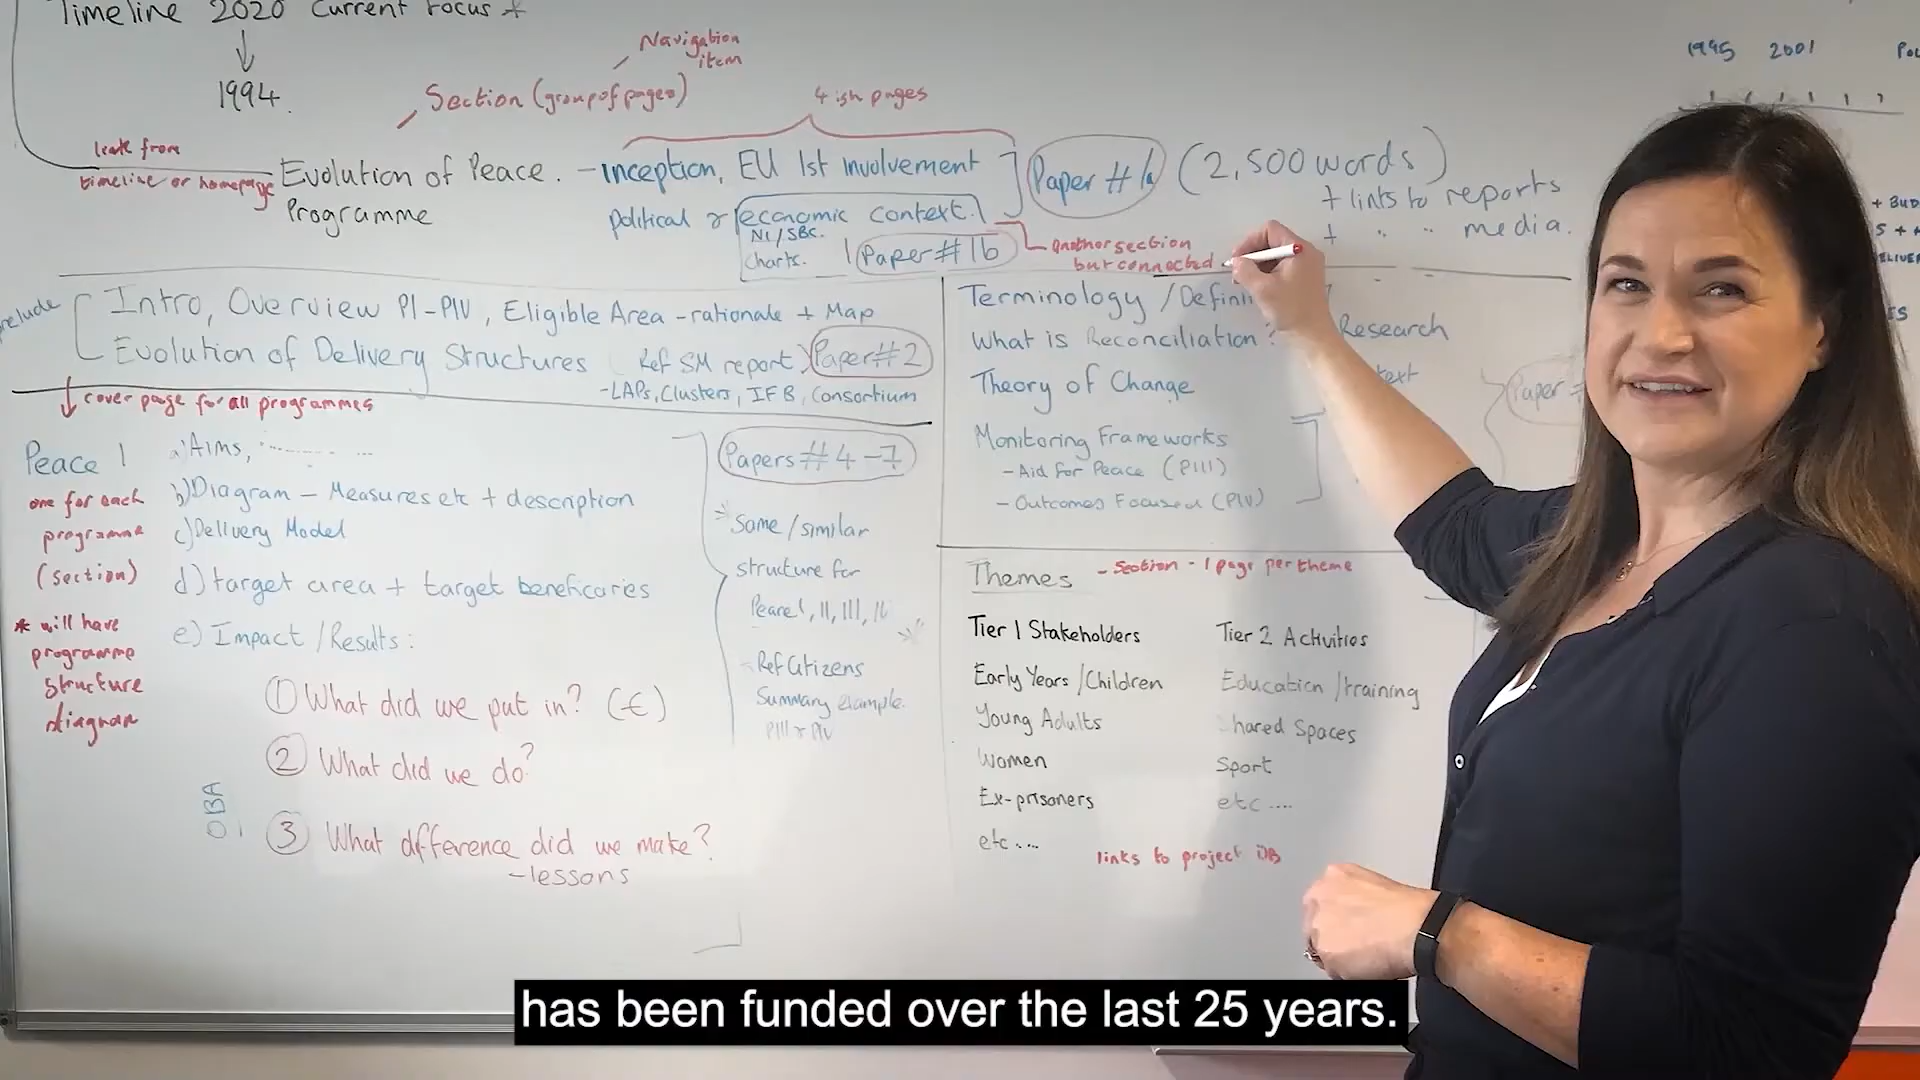 Timeline 2020 Current Focus *
1994.
Navigation
item
Section (group of pages)
4 ish pages
1995 2001
link from
timeline or homepage
Evolution of Peace
Programme
- Inception, EU 1st Involvement
political & economic context.
NI/SBC.
Charts.
Paper #1b
Paper #1a (2,500 words)
+ links to reports
+ " " media.
another section
but connected
Intro, Overview PI-PIV, Eligible Area - rationale + Map
Evolution of Delivery Structures (Ref SM report) Paper #2
- LAPs, Clusters, IFB, Consortium
cover page for all programmes
Terminology /
What is Reconciliation?
Research
Theory of Change
Paper #
Monitoring Frameworks
- Aid for Peace (PIII)
- Outcomes Focused (PIV)
Peace 1
one for each
programme
(section)
* will have
programme
structure
diagram
a) Aims, ...
b) Diagram - Measures etc + description
c) Delivery Model
d) target area + target beneficaries
e) Impact / Results:
1 What did we put in? (€)
2 What did we do?
3 What difference did we make?
- lessons
OBA
Papers #4-7
Same / similar
structure for
Peace I, II, III, IV
- Ref Citizens
Summary example.
PIII & PIV
Themes - Section - 1 page per theme
Tier 1 Stakeholders
Early Years / Children
Young Adults
Women
Ex-prisoners
etc ....
Tier 2 Activities
Education / training
Shared Spaces
Sport
etc ....
links to project DB
has been funded over the last 25 years.